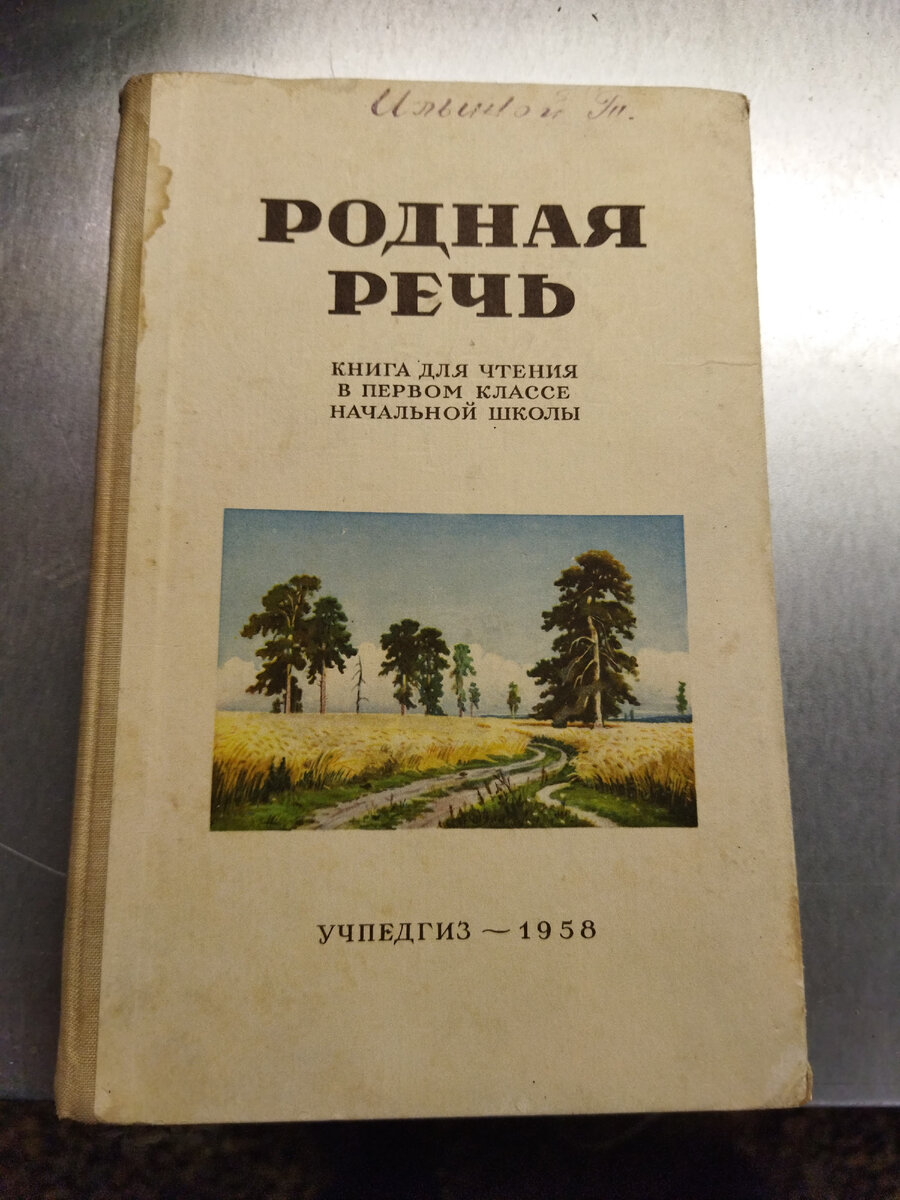 Ильиной Т.
РОДНАЯ
РЕЧЬ
КНИГА ДЛЯ ЧТЕНИЯ
В ПЕРВОМ КЛАССЕ
НАЧАЛЬНОЙ ШКОЛЫ
УЧПЕДГИЗ — 1958